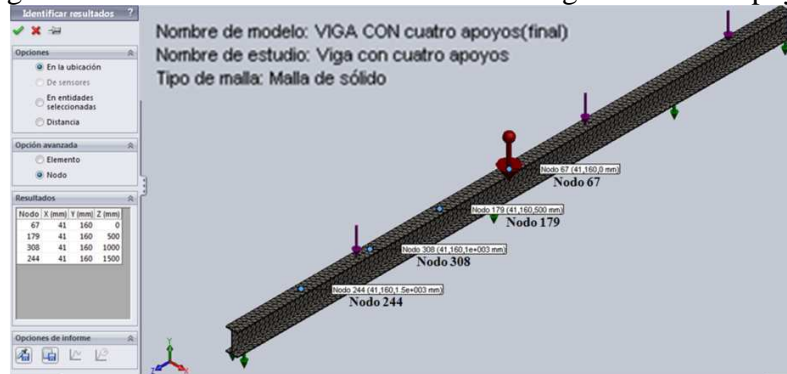 Identificar resultados ?
Opciones
En la ubicación
De sensores
En entidades
seleccionadas
Distancia
Opción avanzada
Elemento
Nodo
Resultados
Nodo X (mm) Y (mm) Z (mm)
67 41 160 0
179 41 160 500
308 41 160 1000
244 41 160 1500
Opciones de informe
Nombre de modelo: VIGA CON cuatro apoyos(final)
Nombre de estudio: Viga con cuatro apoyos
Tipo de malla: Malla de sólido
Nodo 67 (41,160,0 mm)
Nodo 67
Nodo 179 (41,160,500 mm)
Nodo 179
Nodo 308 (41,160,1e+003 mm)
Nodo 308
Nodo 244 (41,160,1.5e+003 mm)
Nodo 244
Y
Z
X